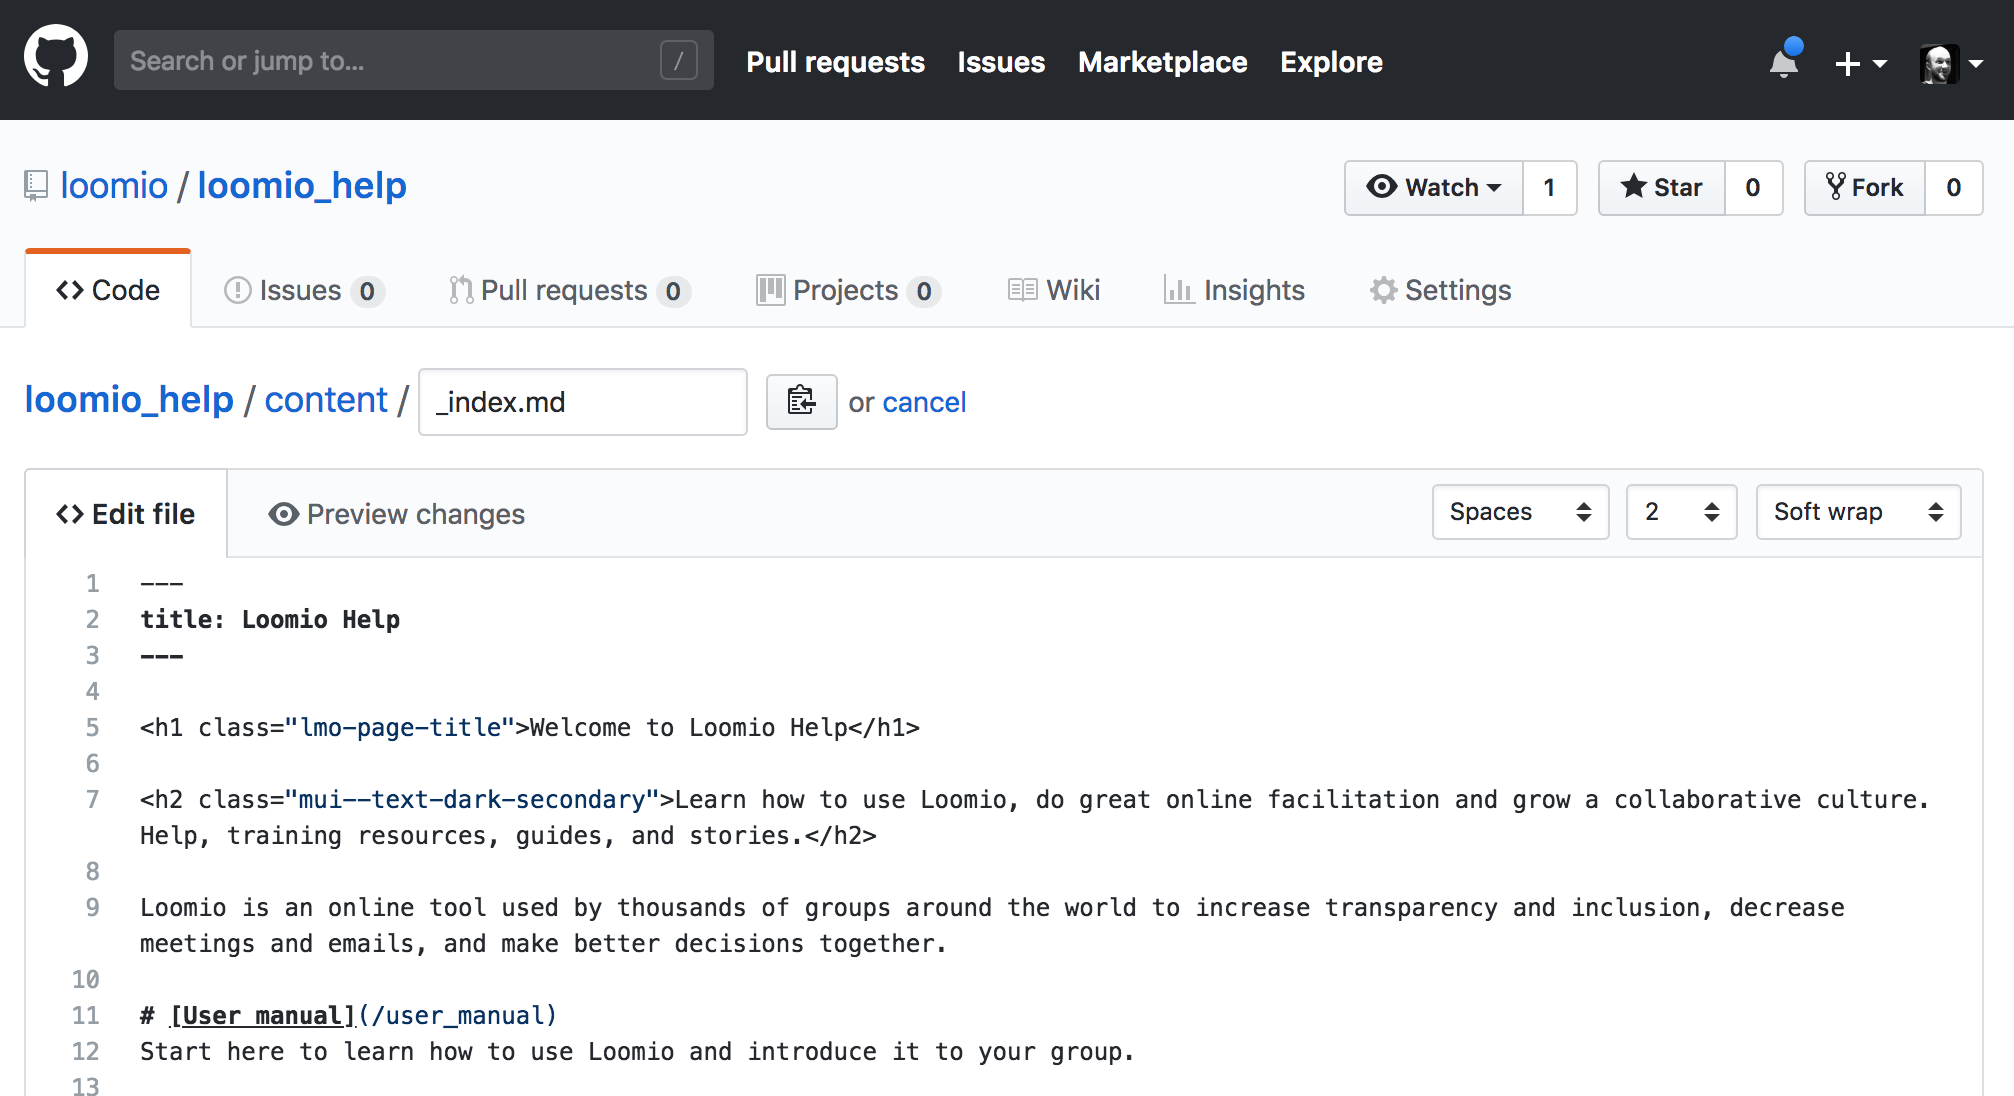 Search or jump to... /
Pull requests Issues Marketplace Explore
loomio / loomio_help
Watch 1 Star 0 Fork 0
Code Issues 0 Pull requests 0 Projects 0 Wiki Insights Settings
loomio_help / content / _index.md or cancel
Edit file Preview changes Spaces 2 Soft wrap
1 ---
2 title: Loomio Help
3 ---
4
5 <h1 class="lmo-page-title">Welcome to Loomio Help</h1>
6
7 <h2 class="mui--text-dark-secondary">Learn how to use Loomio, do great online facilitation and grow a collaborative culture.
Help, training resources, guides, and stories.</h2>
8
9 Loomio is an online tool used by thousands of groups around the world to increase transparency and inclusion, decrease
meetings and emails, and make better decisions together.
10
11 # [User manual](/user_manual)
12 Start here to learn how to use Loomio and introduce it to your group.
13